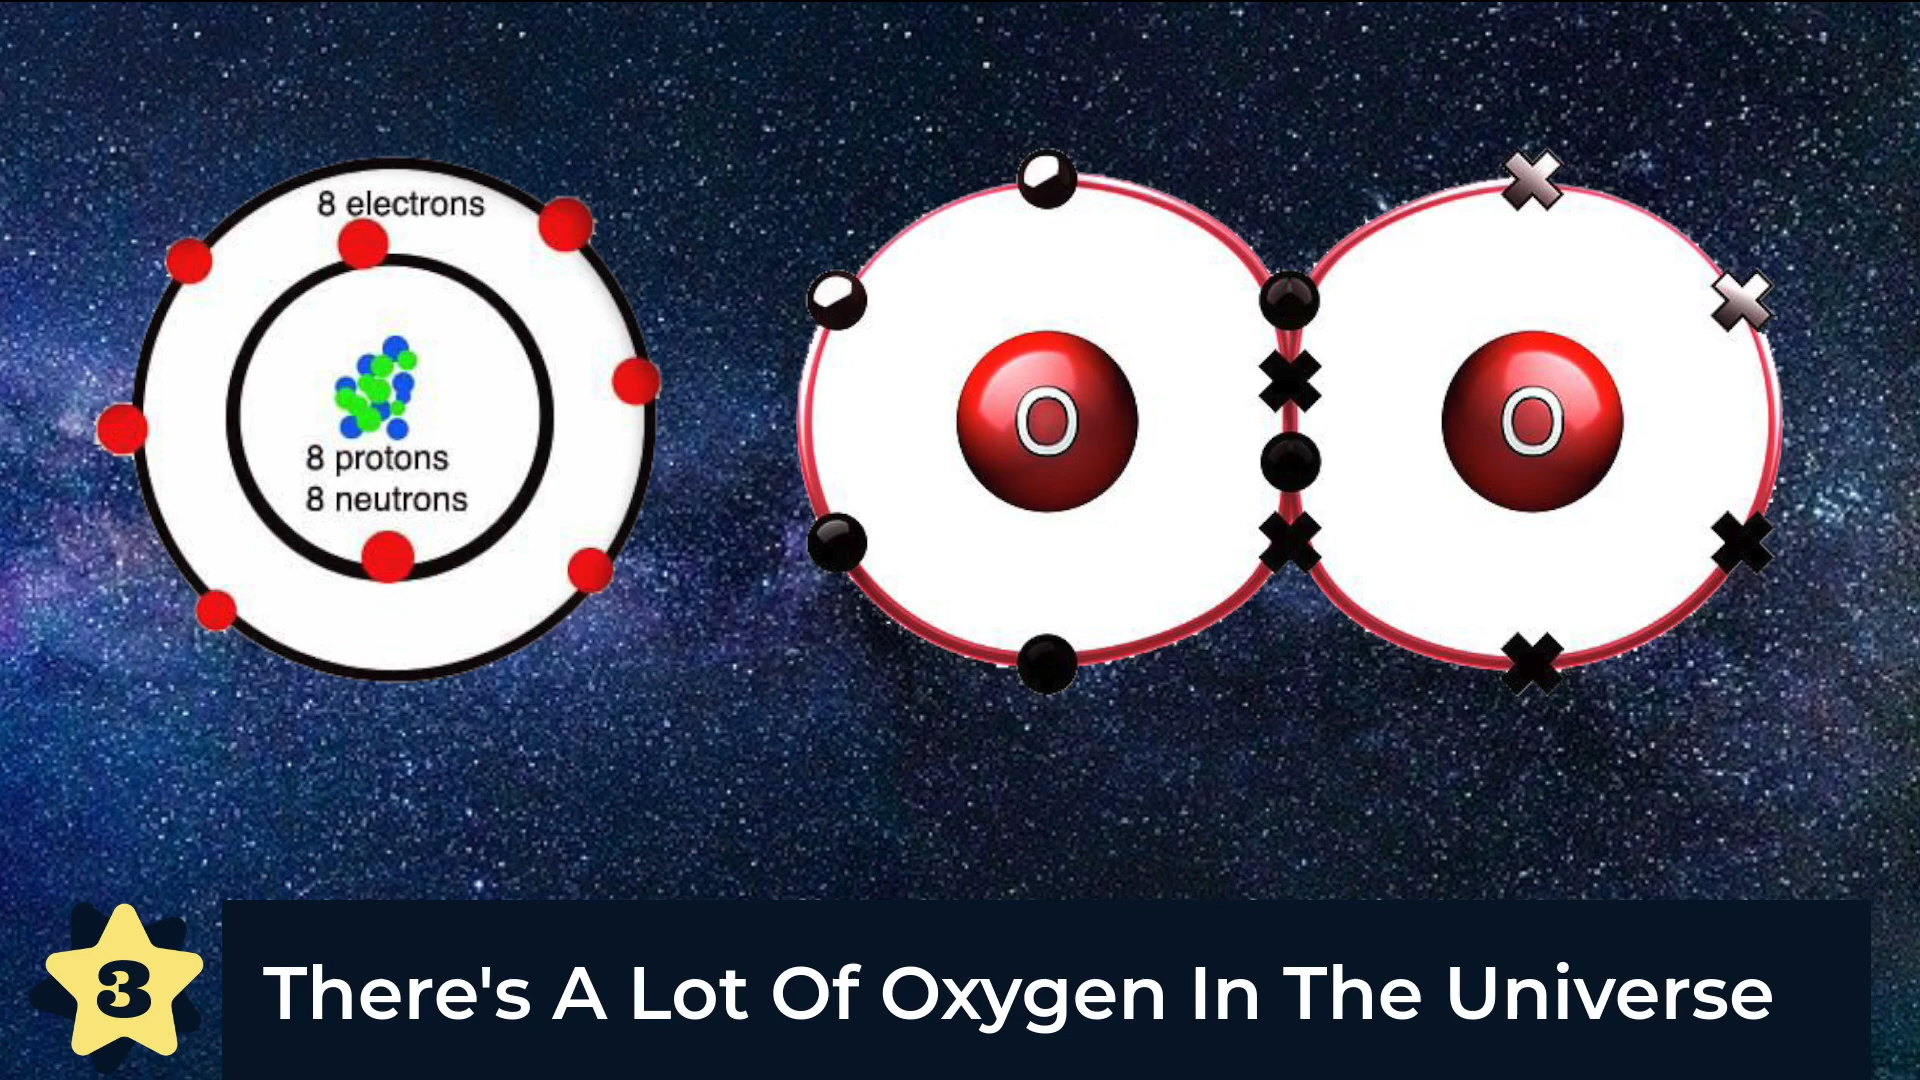 8 electrons
8 protons
8 neutrons
O
O
3
There's A Lot Of Oxygen In The Universe